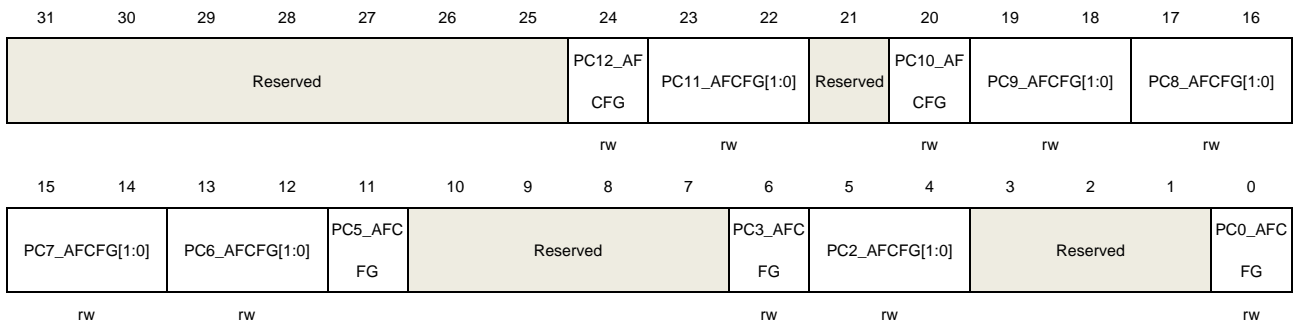 31 30 29 28 27 26 25 24 23 22 21 20 19 18 17 16
Reserved PC12_AF CFG PC11_AFCFG[1:0] Reserved PC10_AF CFG PC9_AFCFG[1:0] PC8_AFCFG[1:0]
rw rw rw rw rw
15 14 13 12 11 10 9 8 7 6 5 4 3 2 1 0
PC7_AFCFG[1:0] PC6_AFCFG[1:0] PC5_AFC FG Reserved PC3_AFC FG PC2_AFCFG[1:0] Reserved PC0_AFC FG
rw rw rw rw rw